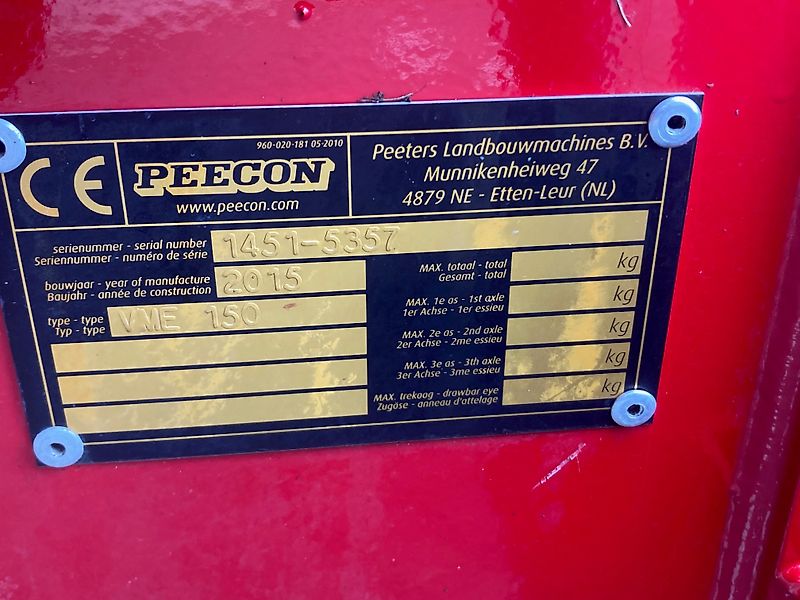 960-020-181 05-2010
CE
PEECON
www.peecon.com
Peeters Landbouwmachines B.V.
Munnikenheiweg 47
4879 NE - Etten-Leur (NL)
serienummer - serial number
Seriennummer - numéro de série
1451-5357
bouwjaar - year of manufacture
Baujahr - année de construction
2015
type - type
Typ - type
VME 150
MAX. totaal - total
Gesamt - total
kg
MAX. 1e as - 1st axle
1er Achse - 1er essieu
kg
MAX. 2e as - 2nd axle
2er Achse - 2me essieu
kg
MAX. 3e as - 3th axle
3er Achse - 3me essieu
kg
MAX. trekoog - drawbar eye
Zugöse - anneau d'attelage
kg